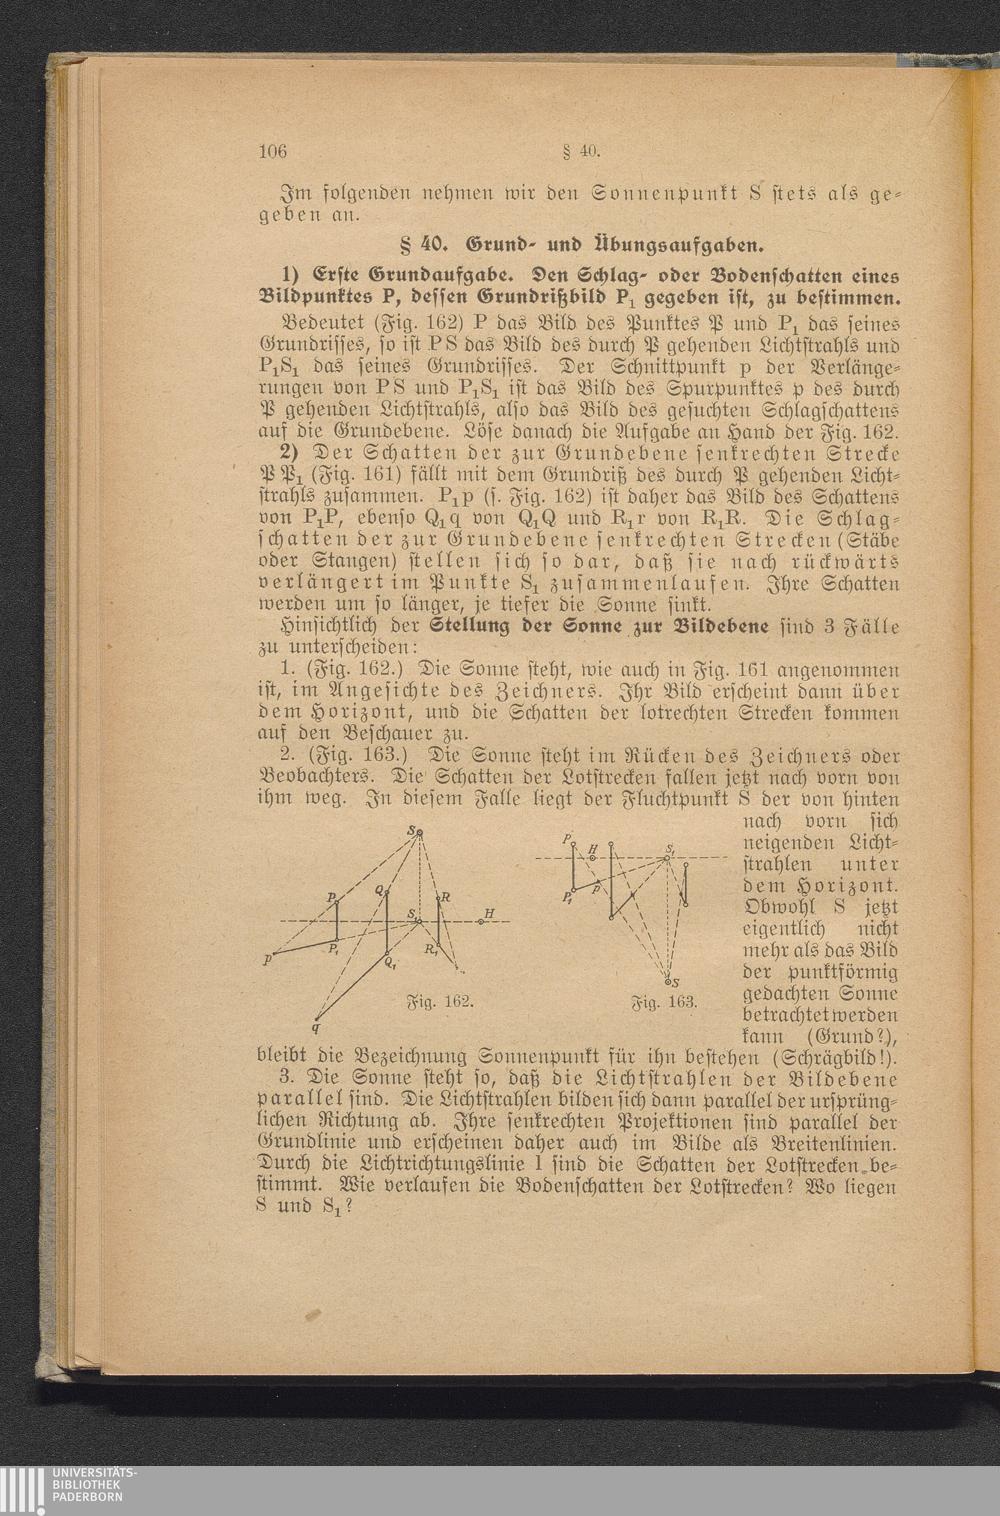 106
§ 40.
Im folgenden nehmen wir den Sonnenpunkt S stets als ge-
geben an.
§ 40. Grund- und Übungsaufgaben.
1) Erste Grundaufgabe. Den Schlag- oder Bodenschatten eines
Bildpunktes P, dessen Grundrißbild P₁ gegeben ist, zu bestimmen.
Bedeutet (Fig. 162) P das Bild des Punktes P und P₁ das seines
Grundrisses, so ist PS das Bild des durch P gehenden Lichtstrahls und
P₁S₁ das seines Grundrisses. Der Schnittpunkt p der Verlänge-
rungen von PS und P₁S₁ ist das Bild des Spurpunktes p des durch
P gehenden Lichtstrahls, also das Bild des gesuchten Schlagschattens
auf die Grundebene. Löse danach die Aufgabe an Hand der Fig. 162.
2) Der Schatten der zur Grundebene senkrechten Strecke
P P₁ (Fig. 161) fällt mit dem Grundriß des durch P gehenden Licht-
strahls zusammen. P₁p (s. Fig. 162) ist daher das Bild des Schattens
von P₁P, ebenso Q₁q von Q₁Q und R₁r von R₁R. Die Schlag-
schatten der zur Grundebene senkrechten Strecken (Stäbe
oder Stangen) stellen sich so dar, daß sie nach rückwärts
verlängert im Punkte S₁ zusammenlaufen. Ihre Schatten
werden um so länger, je tiefer die Sonne sinkt.
Hinsichtlich der Stellung der Sonne zur Bildebene sind 3 Fälle
zu unterscheiden:
1. (Fig. 162.) Die Sonne steht, wie auch in Fig. 161 angenommen
ist, im Angesichte des Zeichners. Ihr Bild erscheint dann über
dem Horizont, und die Schatten der lotrechten Strecken kommen
auf den Beschauer zu.
2. (Fig. 163.) Die Sonne steht im Rücken des Zeichners oder
Beobachters. Die Schatten der Lotstrecken fallen jetzt nach vorn von
ihm weg. In diesem Falle liegt der Fluchtpunkt S der von hinten
nach vorn sich
neigenden Licht-
strahlen unter
dem Horizont.
Obwohl S jetzt
eigentlich nicht
mehr als das Bild
der punktförmig
gedachten Sonne
betrachtet werden
kann (Grund?),
S
P
Q
R
S₁
H
p
P₁
Q₁
R₁
q
Fig. 162.
P
H
S₁
P₁
p
S
Fig. 163.
bleibt die Bezeichnung Sonnenpunkt für ihn bestehen (Schrägbild!).
3. Die Sonne steht so, daß die Lichtstrahlen der Bildebene
parallel sind. Die Lichtstrahlen bilden sich dann parallel der ursprüng-
lichen Richtung ab. Ihre senkrechten Projektionen sind parallel der
Grundlinie und erscheinen daher auch im Bilde als Breitenlinien.
Durch die Lichtrichtungslinie l sind die Schatten der Lotstrecken be-
stimmt. Wie verlaufen die Bodenschatten der Lotstrecken? Wo liegen
S und S₁?
UNIVERSITÄTS-
BIBLIOTHEK
PADERBORN